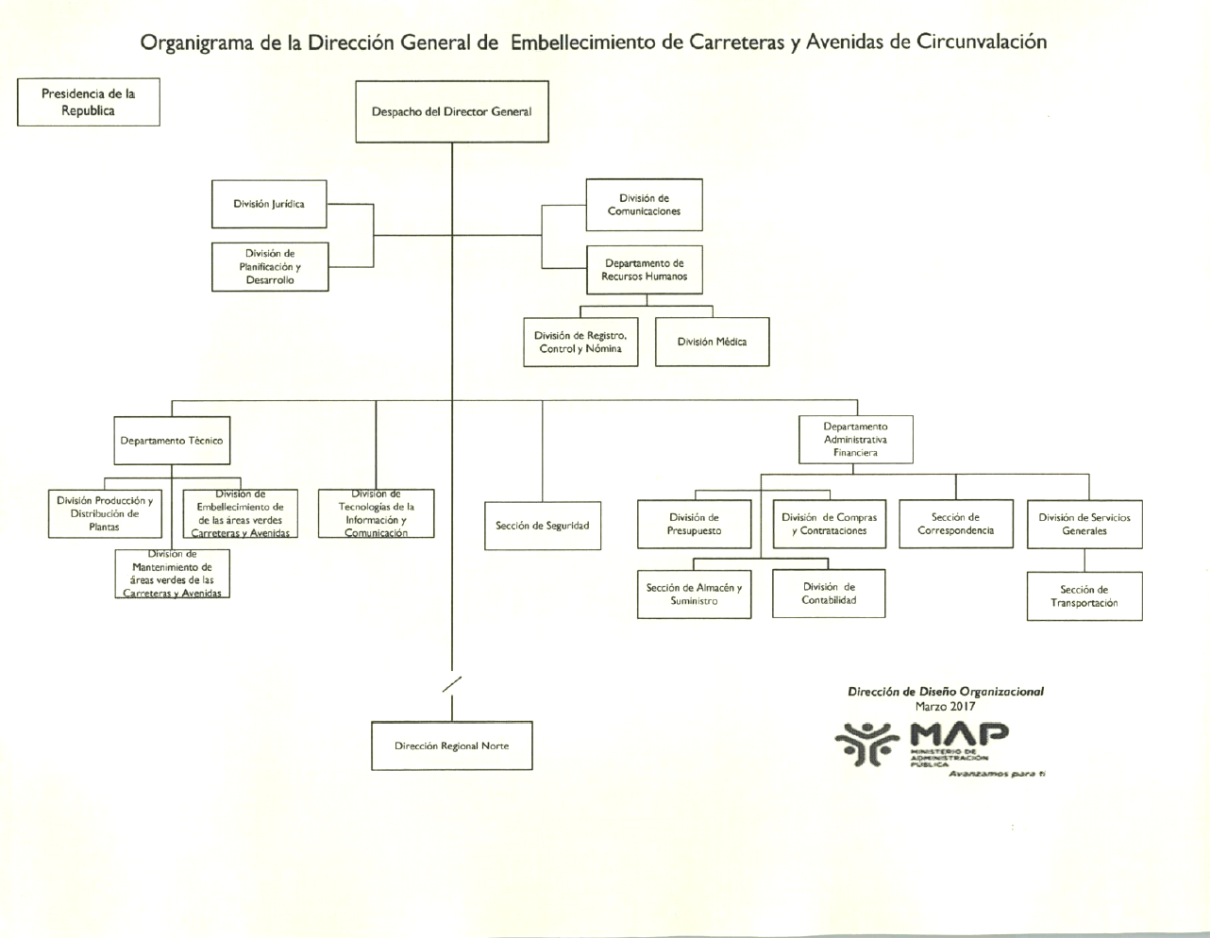 Organigrama de la Dirección General de Embellecimiento de Carreteras y Avenidas de Circunvalación
Presidencia de la
Republica
Despacho del Director General
División Jurídica
División de
Comunicaciones
División de
Planificación y
Desarrollo
Departamento de
Recursos Humanos
División de Registro,
Control y Nómina
División Médica
Departamento Técnico
Departamento
Administrativa
Financiera
División Producción y
Distribución de
Plantas
División de
Embellecimiento de
de las áreas verdes
Carreteras y Avenidas
División de
Tecnologías de la
Información y
Comunicación
Sección de Seguridad
División de
Presupuesto
División de Compras
y Contrataciones
Sección de
Correspondencia
División de Servicios
Generales
División de
Mantenimiento de
áreas verdes de las
Carreteras y Avenidas
Sección de Almacén y
Suministro
División de
Contabilidad
Sección de
Transportación
Dirección Regional Norte
Dirección de Diseño Organizacional
Marzo 2017
MAP
MINISTERIO DE
ADMINISTRACIÓN
PÚBLICA
Avanzamos para ti